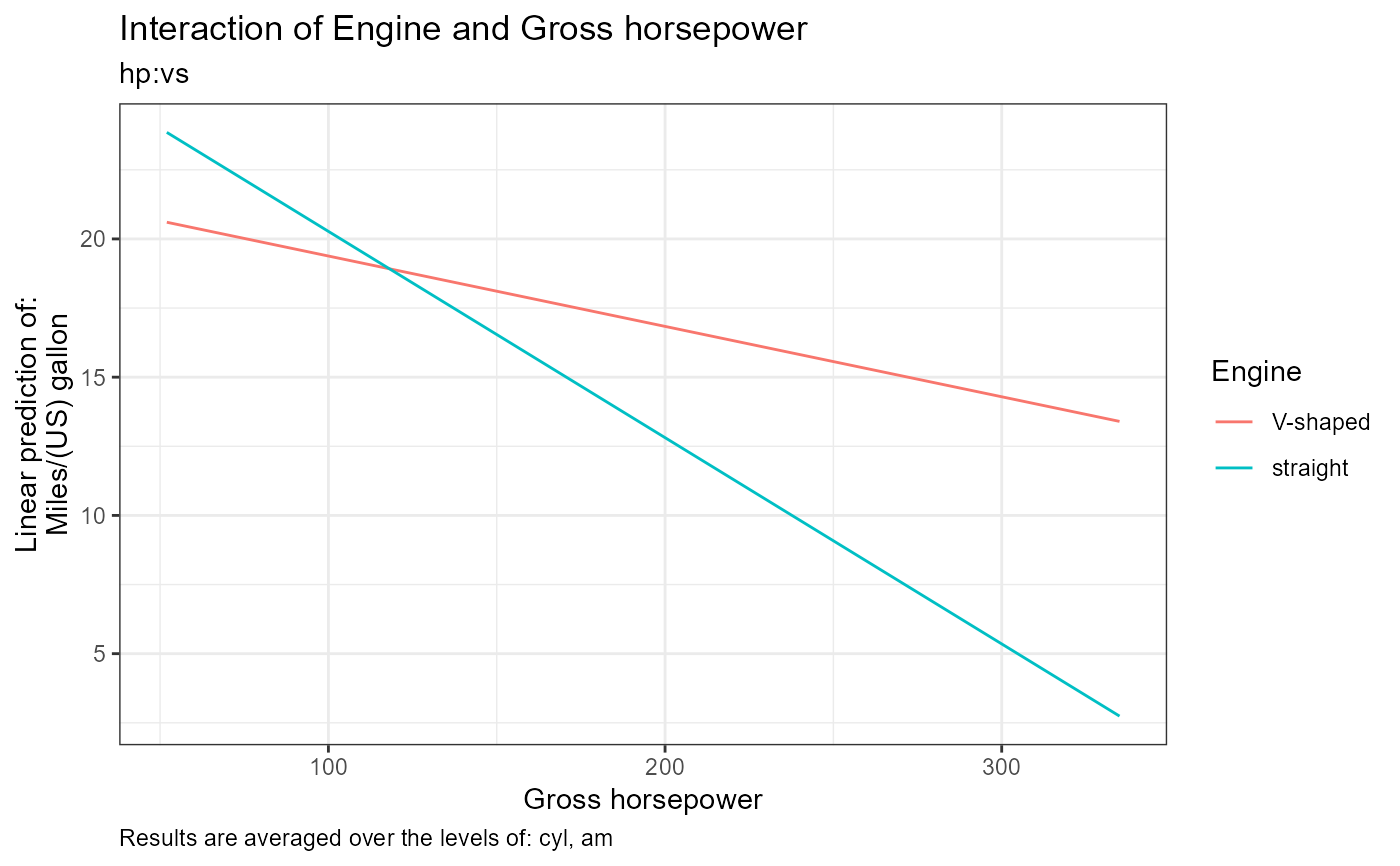 Interaction of Engine and Gross horsepower
hp:vs
Linear prediction of:
Miles/(US) gallon
20
15
10
5
100
200
300
Gross horsepower
Engine
V-shaped
straight
Results are averaged over the levels of: cyl, am